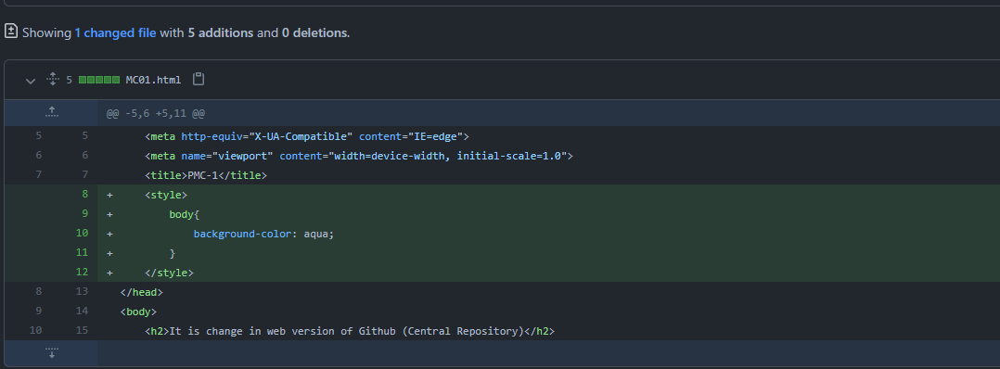 Showing 1 changed file with 5 additions and 0 deletions.
5 MC01.html
@@ -5,6 +5,11 @@
5 5 <meta http-equiv="X-UA-Compatible" content="IE=edge">
6 6 <meta name="viewport" content="width=device-width, initial-scale=1.0">
7 7 <title>PMC-1</title>
8 + <style>
9 + body{
10 + background-color: aqua;
11 + }
12 + </style>
8 13 </head>
9 14 <body>
10 15 <h2>It is change in web version of Github (Central Repository)</h2>